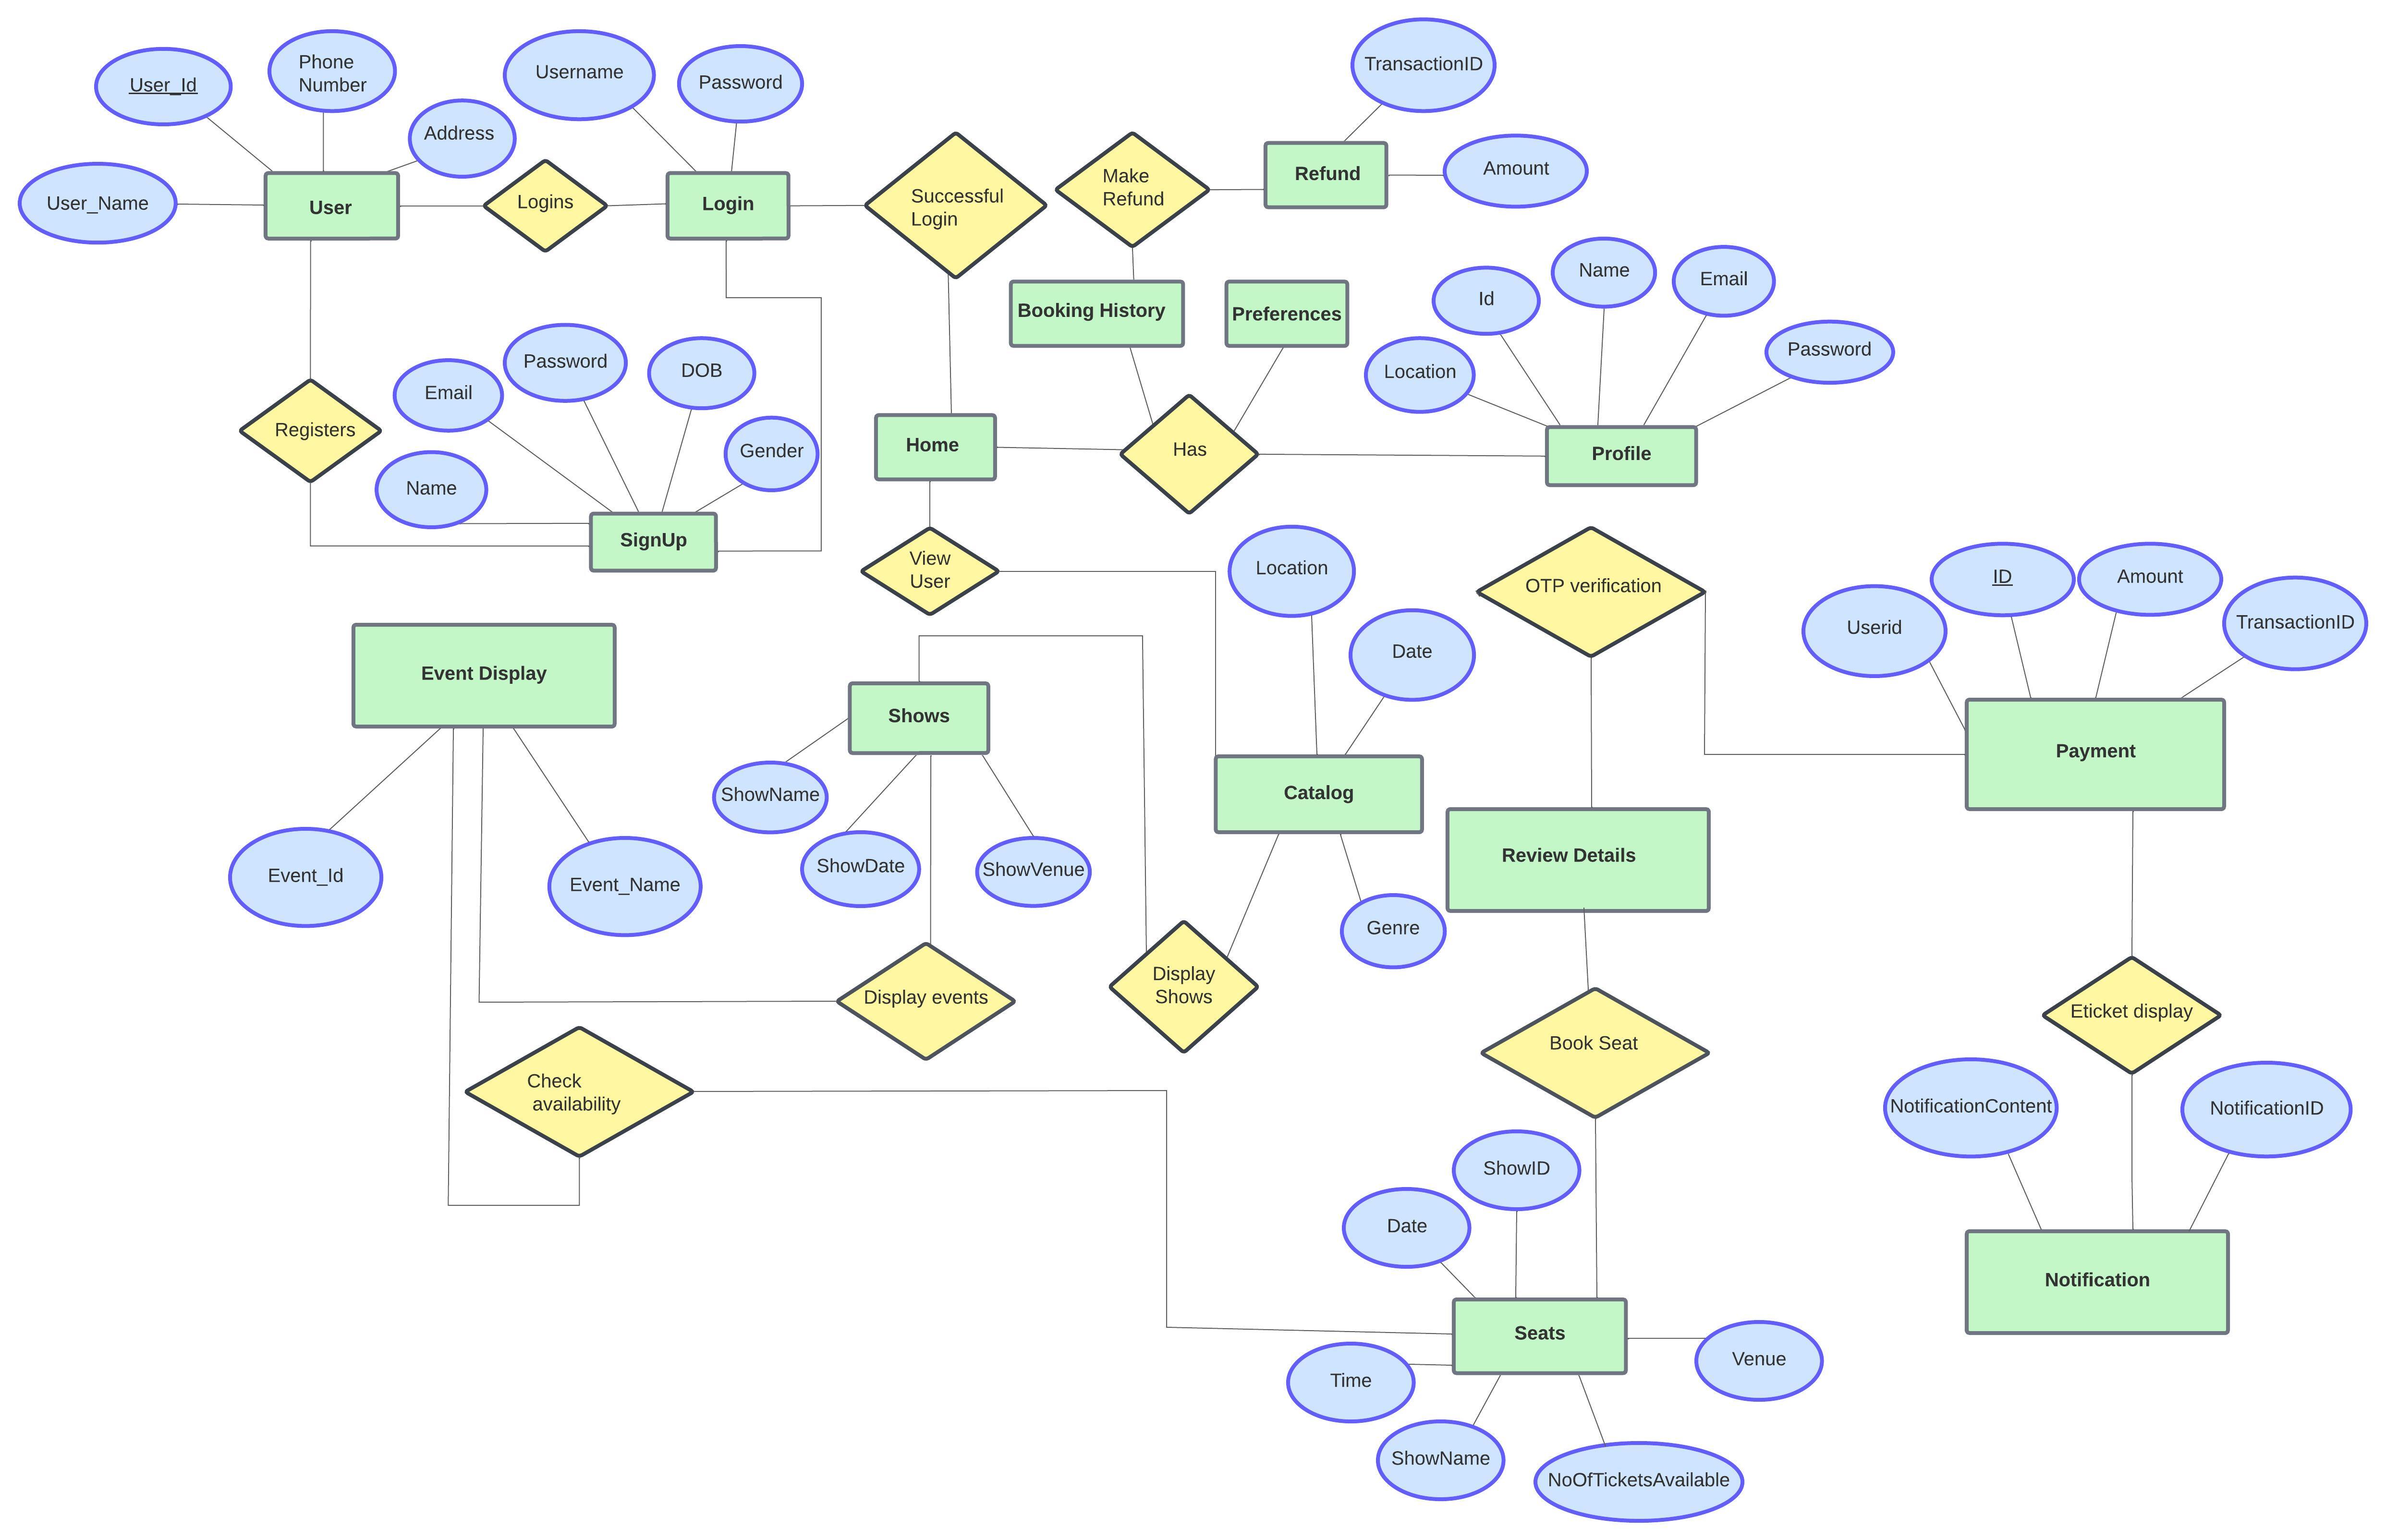 TransactionID
Phone
Number
Username
Password
User_Id
Address
Make
Refund
Refund
Amount
User_Name
User
Logins
Login
Successful
Login
Name
Email
Id
Booking History
Preferences
Password
Location
Password
DOB
Email
Registers
Gender
Home
Has
Profile
Name
SignUp
View
User
Location
OTP verification
ID
Amount
Userid
TransactionID
Date
Event Display
Shows
Payment
ShowName
Catalog
Review Details
ShowDate
ShowVenue
Event_Id
Event_Name
Genre
Display
Shows
Display events
Eticket display
Book Seat
Check
availability
NotificationContent
NotificationID
ShowID
Date
Notification
Seats
Venue
Time
ShowName
NoOfTicketsAvailable